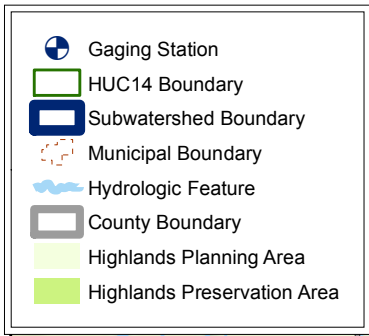 Gaging Station
HUC14 Boundary
Subwatershed Boundary
Municipal Boundary
Hydrologic Feature
County Boundary
Highlands Planning Area
Highlands Preservation Area